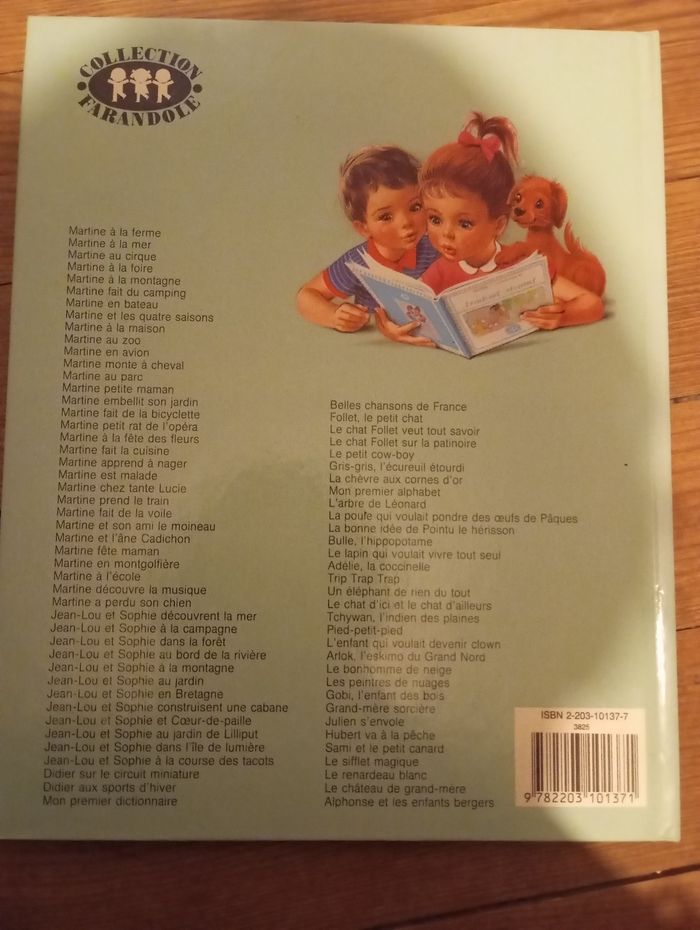 COLLECTION
FARANDOLE
Martine à la ferme
Martine à la mer
Martine au cirque
Martine à la foire
Martine à la montagne
Martine fait du camping
Martine en bateau
Martine et les quatre saisons
Martine à la maison
Martine au zoo
Martine en avion
Martine monte à cheval
Martine au parc
Martine petite maman
Martine embellit son jardin
Martine fait de la bicyclette
Martine petit rat de l'opéra
Martine à la fête des fleurs
Martine fait la cuisine
Martine apprend à nager
Martine est malade
Martine chez tante Lucie
Martine prend le train
Martine fait de la voile
Martine et son ami le moineau
Martine et l'âne Cadichon
Martine fête maman
Martine en montgolfière
Martine à l'école
Martine découvre la musique
Martine a perdu son chien
Jean-Lou et Sophie découvrent la mer
Jean-Lou et Sophie à la campagne
Jean-Lou et Sophie dans la forêt
Jean-Lou et Sophie au bord de la rivière
Jean-Lou et Sophie à la montagne
Jean-Lou et Sophie au jardin
Jean-Lou et Sophie en Bretagne
Jean-Lou et Sophie construisent une cabane
Jean-Lou et Sophie et Cœur-de-paille
Jean-Lou et Sophie au jardin de Lilliput
Jean-Lou et Sophie dans l'île de lumière
Jean-Lou et Sophie à la course des tacots
Didier sur le circuit miniature
Didier aux sports d'hiver
Mon premier dictionnaire
Belles chansons de France
Follet, le petit chat
Le chat Follet veut tout savoir
Le chat Follet sur la patinoire
Le petit cow-boy
Gris-gris, l'écureuil étourdi
La chèvre aux cornes d'or
Mon premier alphabet
L'arbre de Léonard
La poule qui voulait pondre des œufs de Pâques
La bonne idée de Pointu le hérisson
Bulle, l'hippopotame
Le lapin qui voulait vivre tout seul
Adélie, la coccinelle
Trip Trap Trap
Un éléphant de rien du tout
Le chat d'ici et le chat d'ailleurs
Tchywan, l'indien des plaines
Pied-petit-pied
L'enfant qui voulait devenir clown
Arlok, l'eskimo du Grand Nord
Le bonhomme de neige
Les peintres de nuages
Gobi, l'enfant des bois
Grand-mère sorcière
Julien s'envole
Hubert va à la pêche
Sami et le petit canard
Le sifflet magique
Le renardeau blanc
Le château de grand-mère
Alphonse et les enfants bergers
ISBN 2-203-10137-7
3825
9 782203 101371